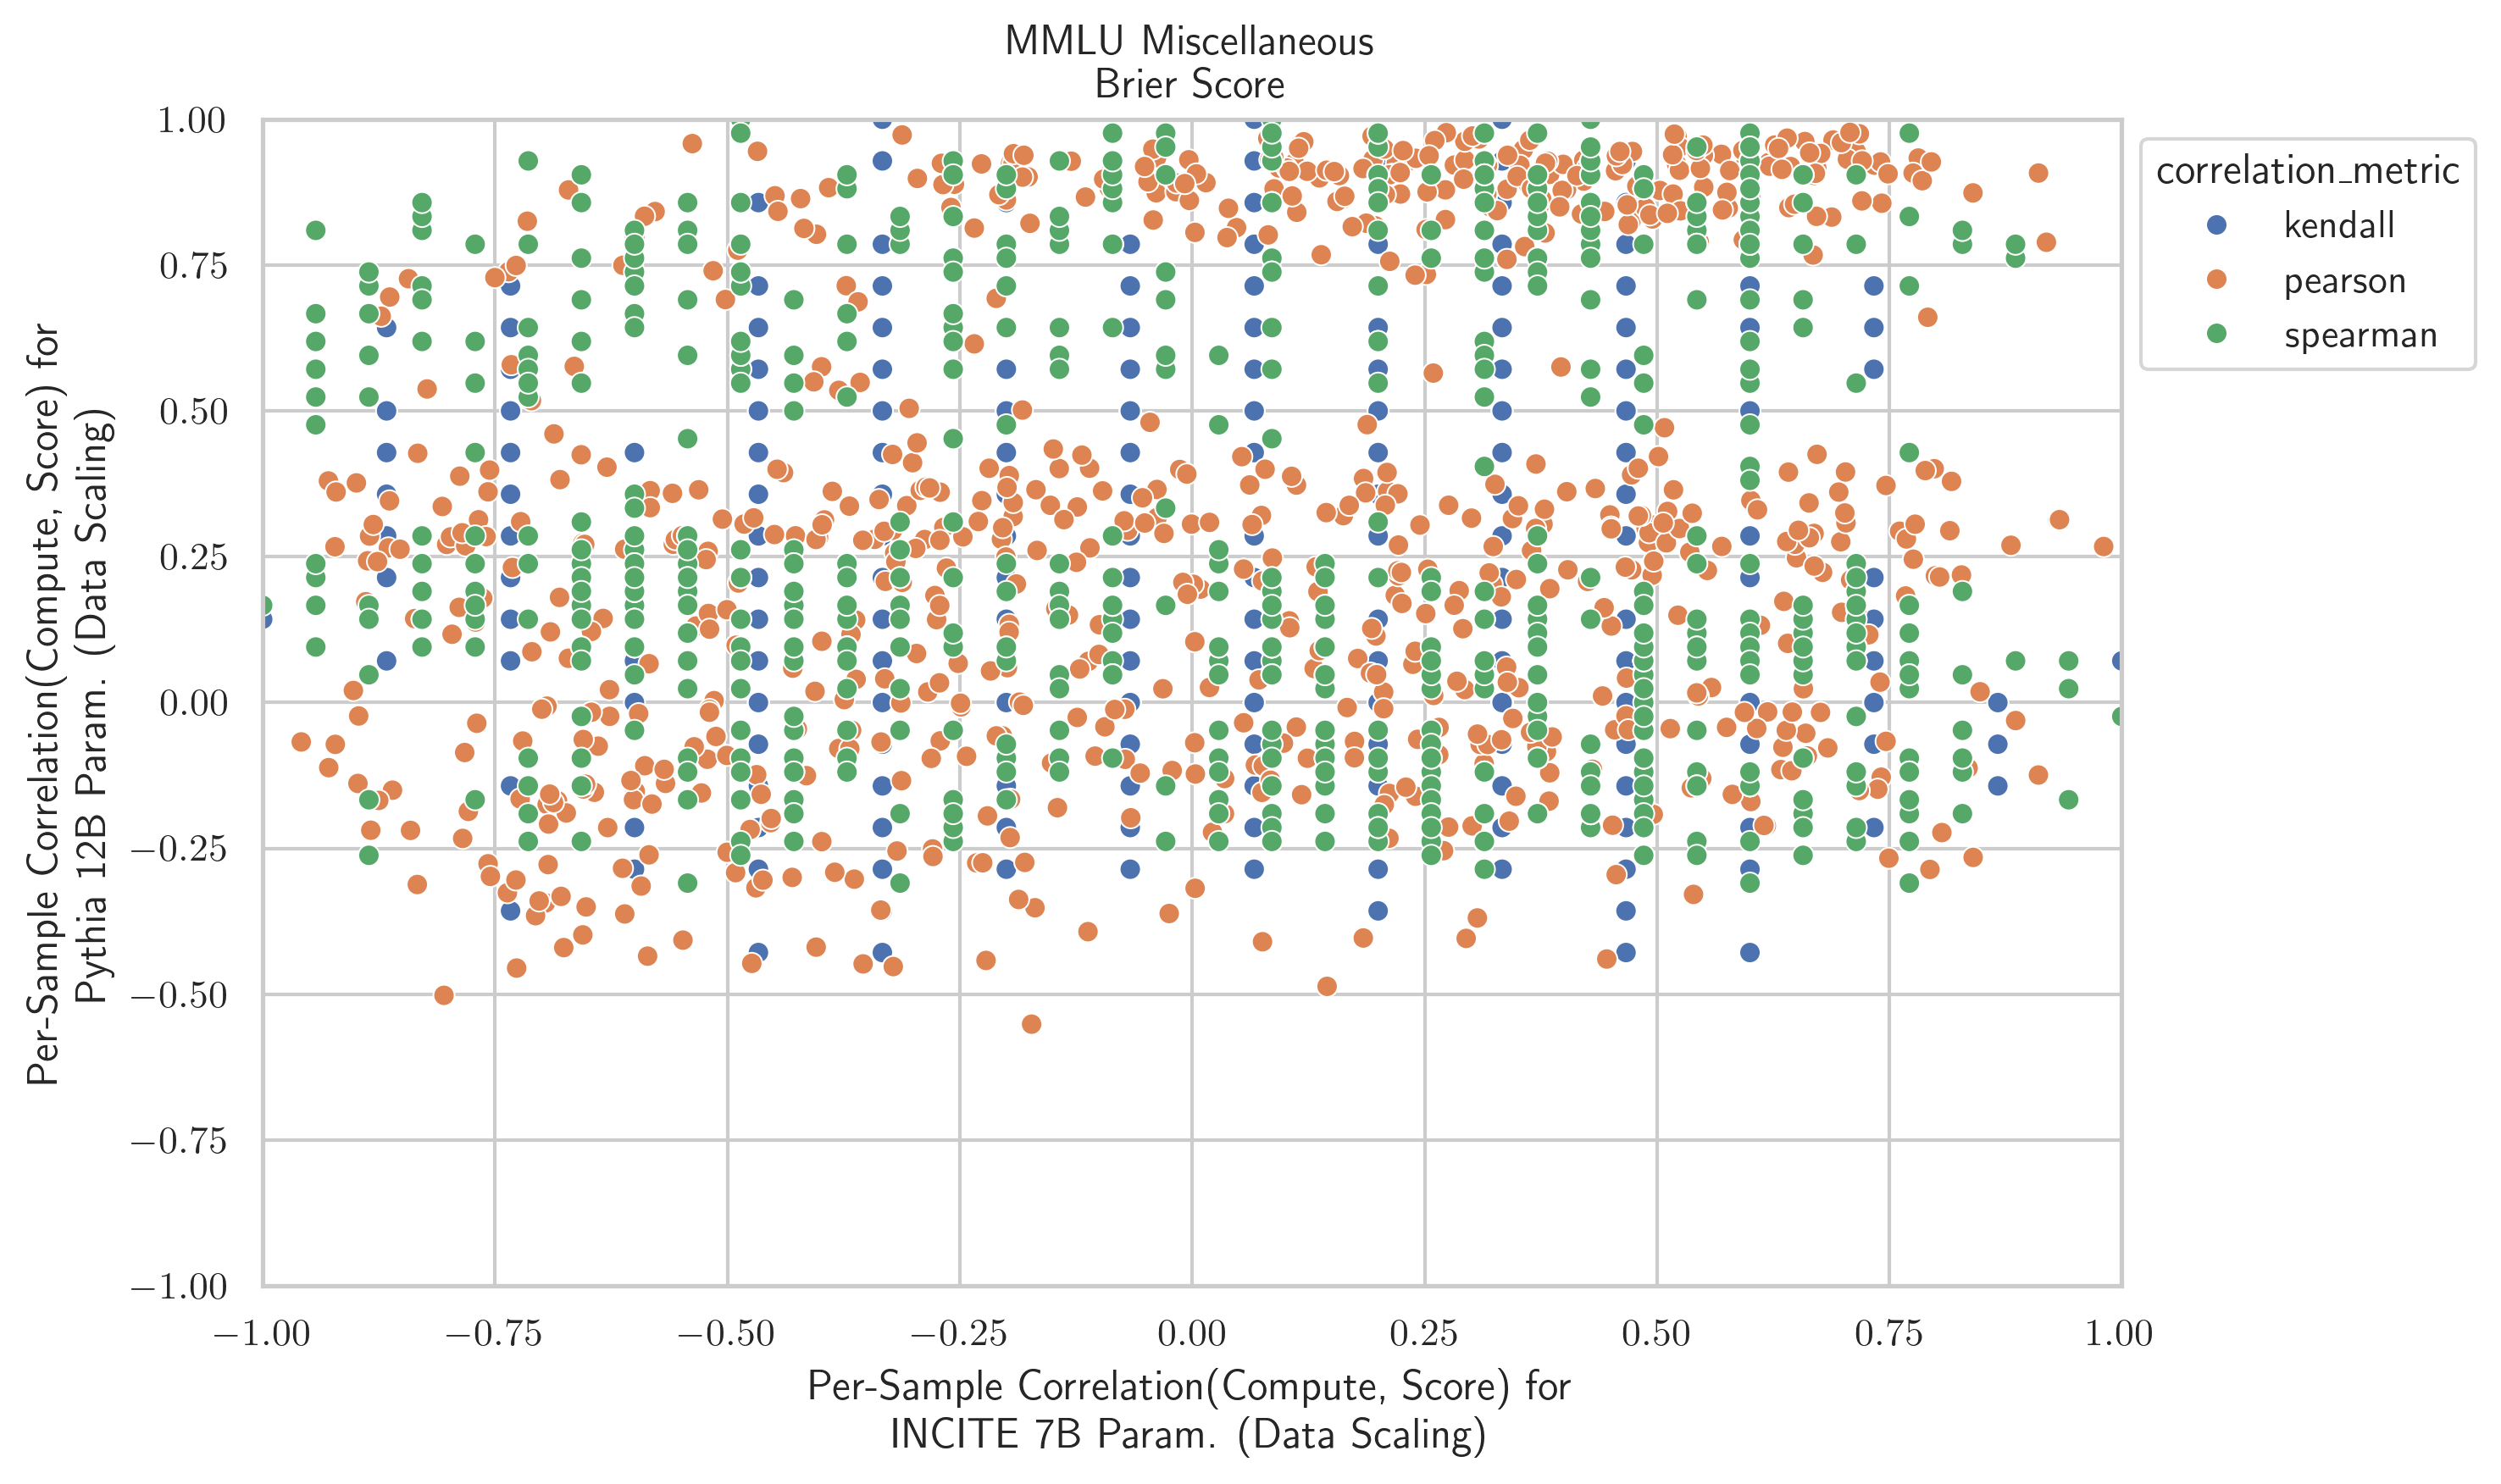 MMLU Miscellaneous
Brier Score
Per-Sample Correlation(Compute, Score) for
Pythia 12B Param. (Data Scaling)
1.00
0.75
0.50
0.25
0.00
−0.25
−0.50
−0.75
−1.00
−1.00
−0.75
−0.50
−0.25
0.00
0.25
0.50
0.75
1.00
Per-Sample Correlation(Compute, Score) for
INCITE 7B Param. (Data Scaling)
correlation_metric
kendall
pearson
spearman